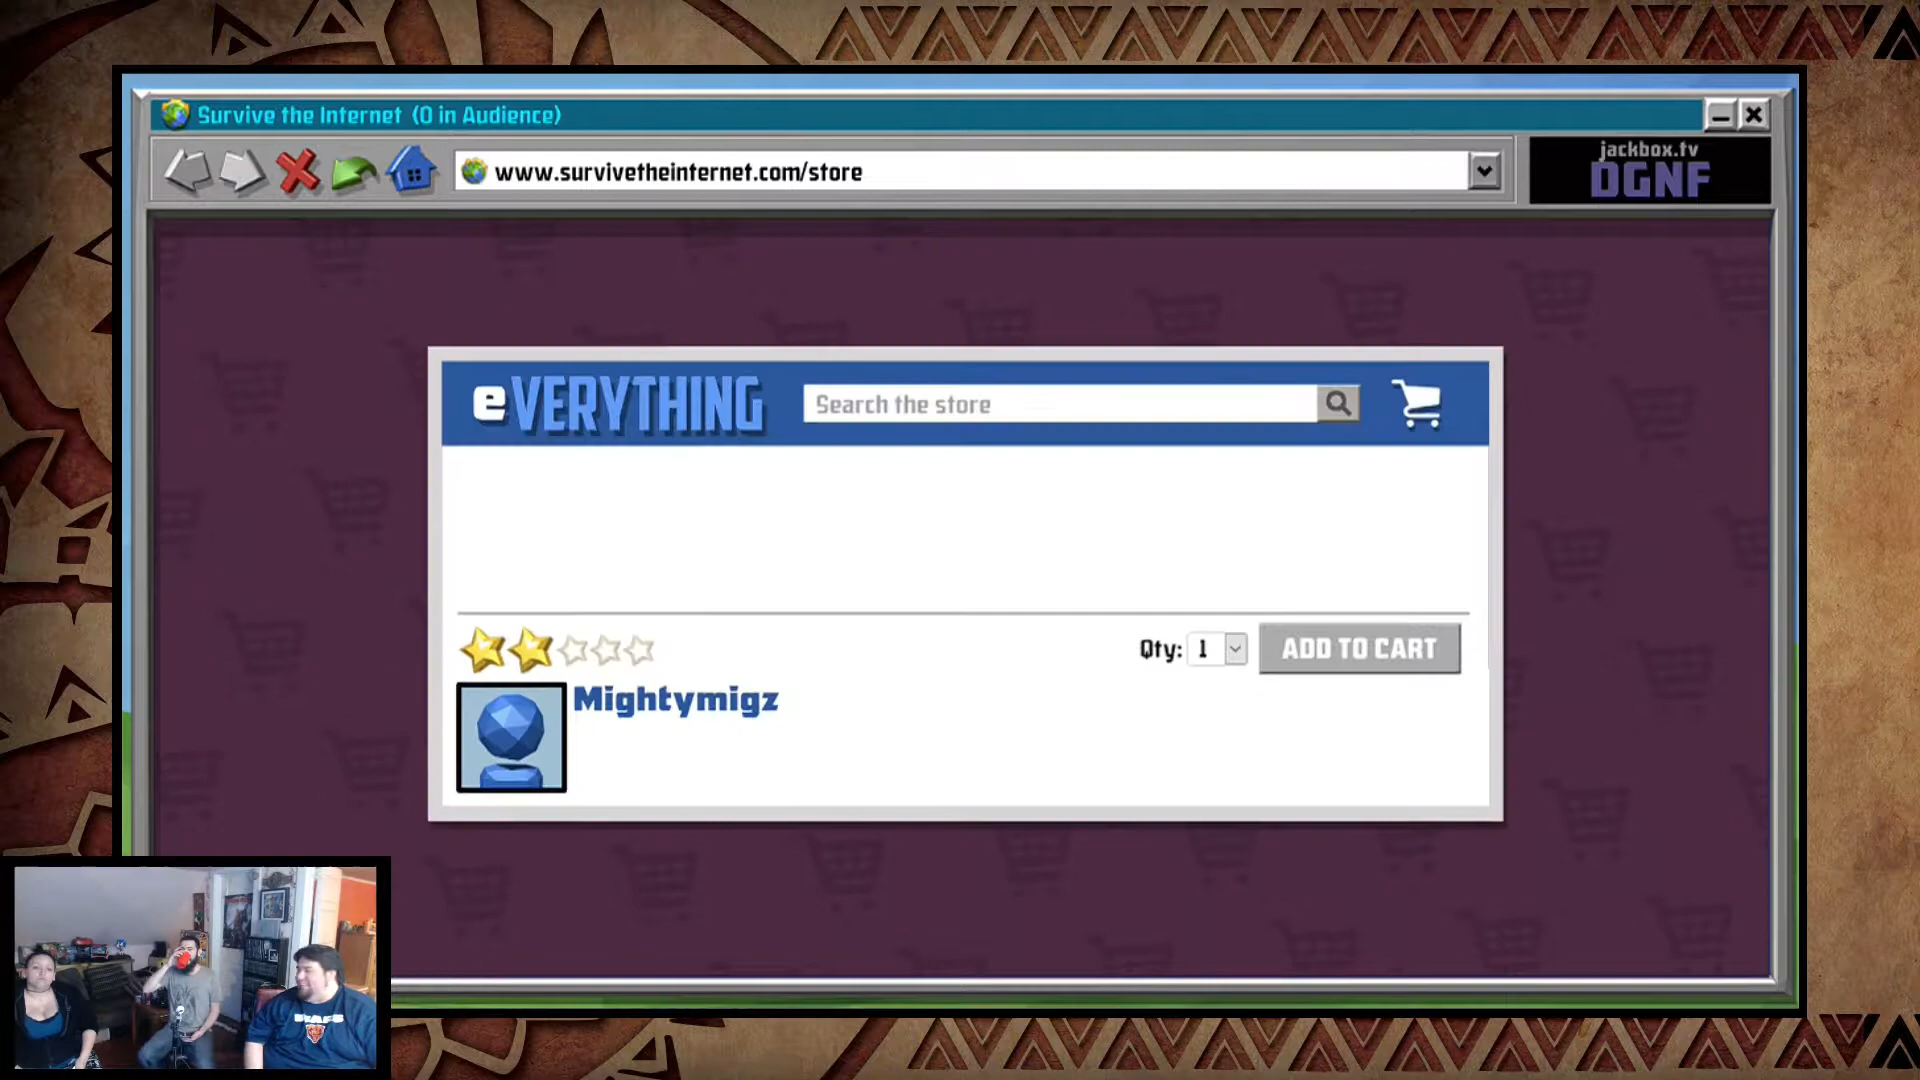 Survive the Internet (0 in Audience)
www.survivetheinternet.com/store
jackbox.tv
DGNF
eVERYTHING
Search the store
Qty: 1
ADD TO CART
Mightymigz
BEARS